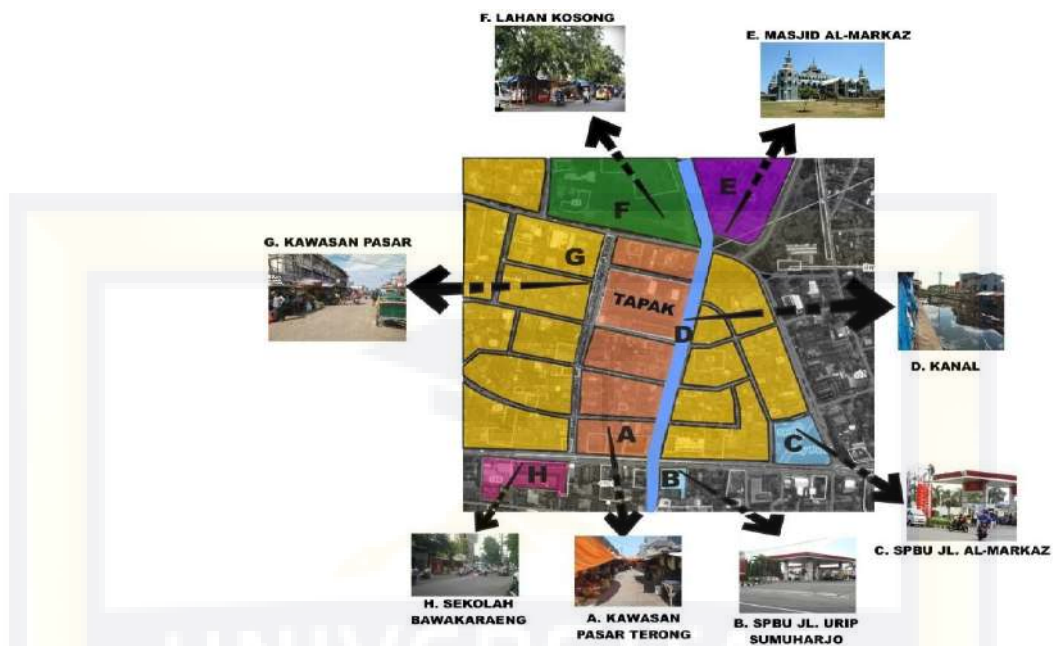 F. LAHAN KOSONG
E. MASJID AL-MARKAZ
E
F
G. KAWASAN PASAR
G
TAPAK
D
D. KANAL
A
C
H
B
C. SPBU JL. AL-MARKAZ
H. SEKOLAH
BAWAKARAENG
A. KAWASAN
PASAR TERONG
B. SPBU JL. URIP
SUMUHARJO